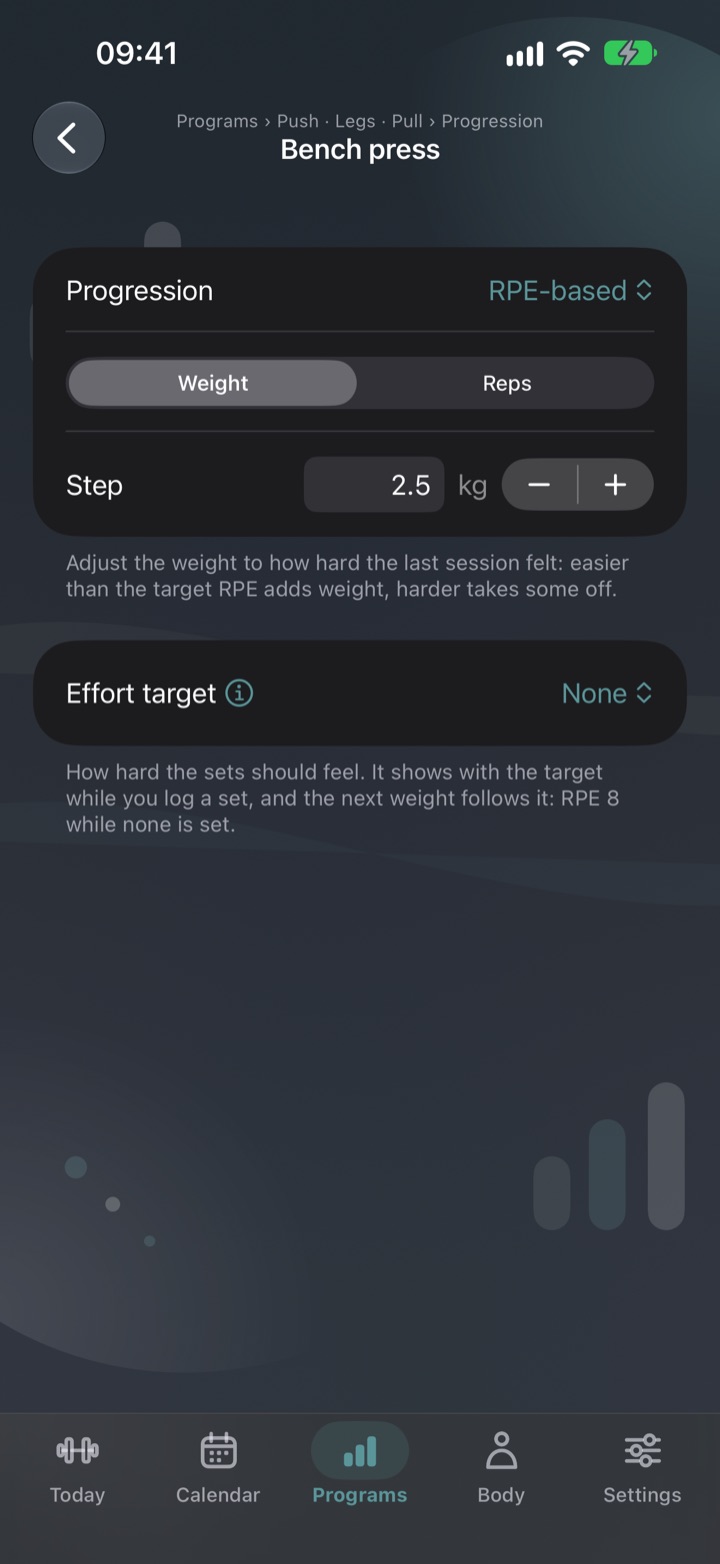 09:41
Programs › Push · Legs · Pull › Progression
Bench press
Progression
RPE-based
Weight
Reps
Step
2.5
kg
Adjust the weight to how hard the last session felt: easier
than the target RPE adds weight, harder takes some off.
Effort target
None
How hard the sets should feel. It shows with the target
while you log a set, and the next weight follows it: RPE 8
while none is set.
Today
Calendar
Programs
Body
Settings